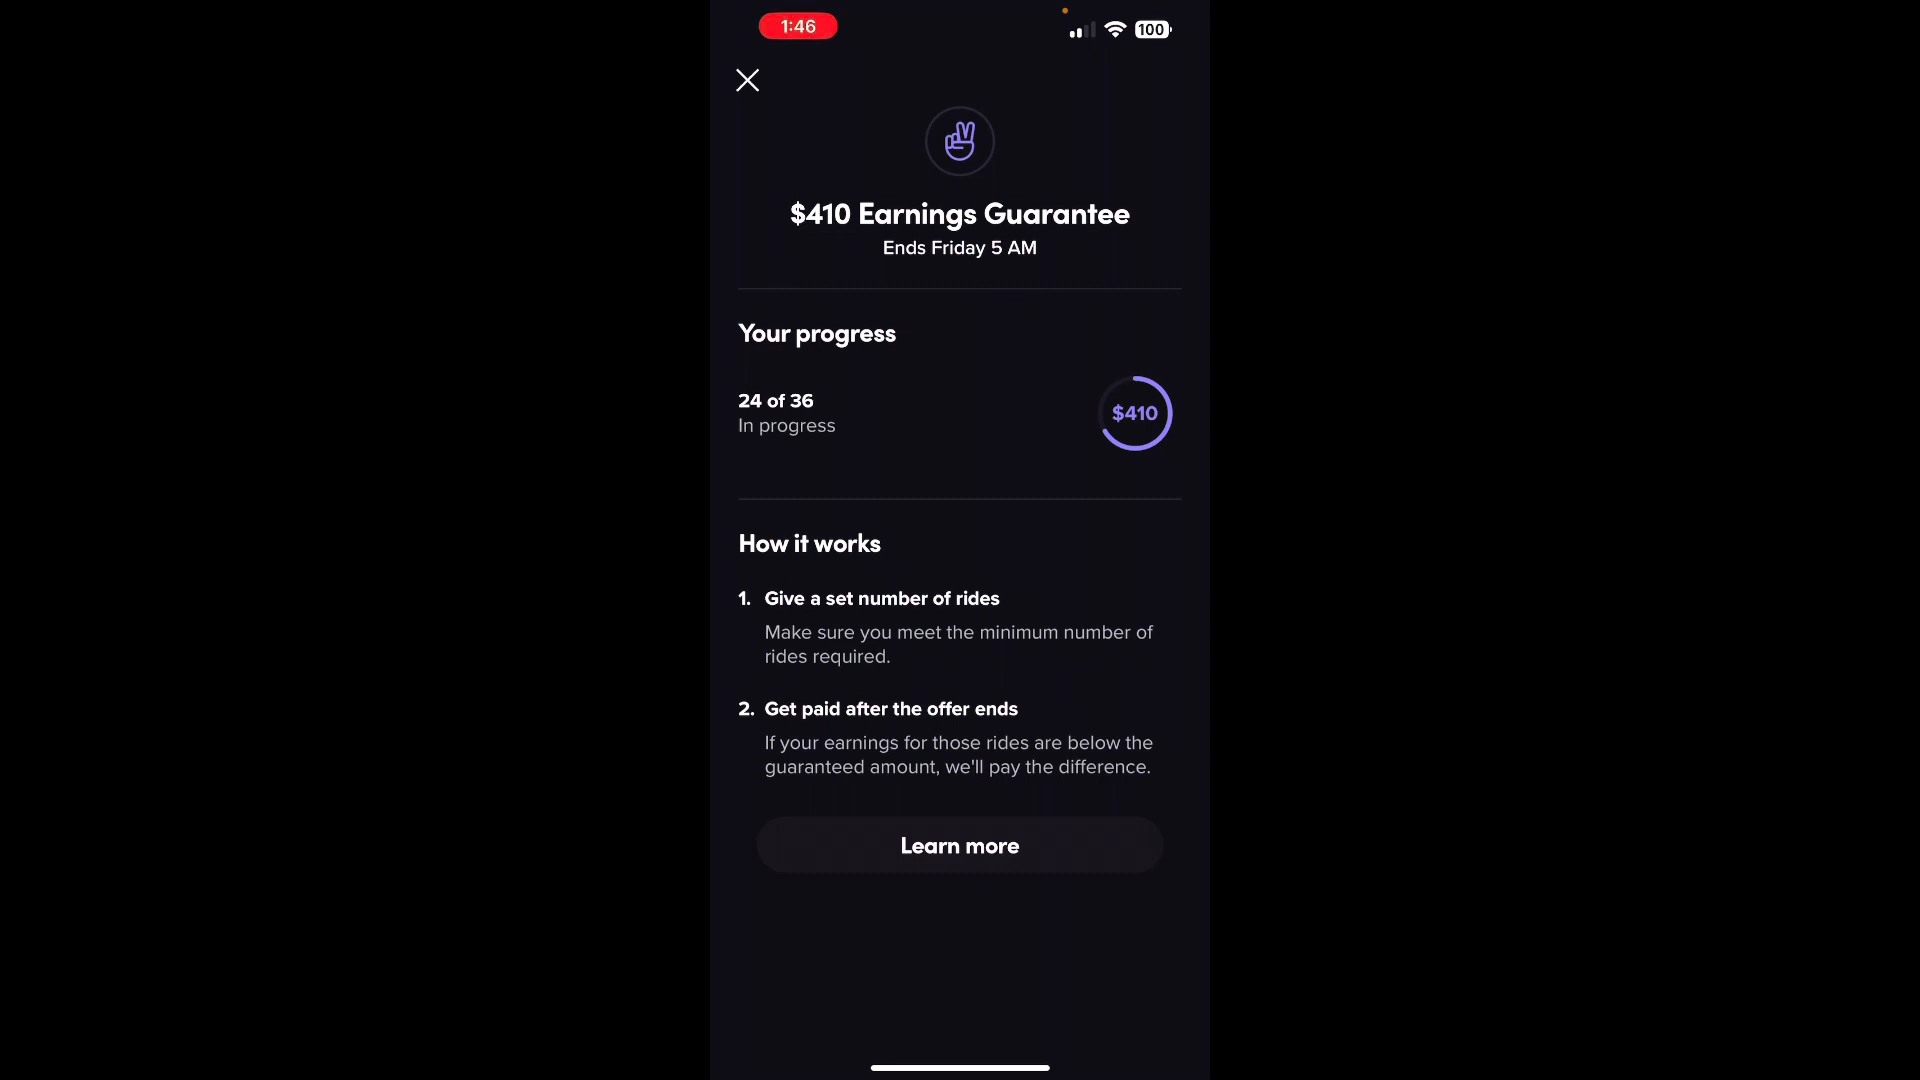 1:46
100
$410 Earnings Guarantee
Ends Friday 5 AM
Your progress
24 of 36
In progress
$410
How it works
1. Give a set number of rides
Make sure you meet the minimum number of
rides required.
2. Get paid after the offer ends
If your earnings for those rides are below the
guaranteed amount, we'll pay the difference.
Learn more